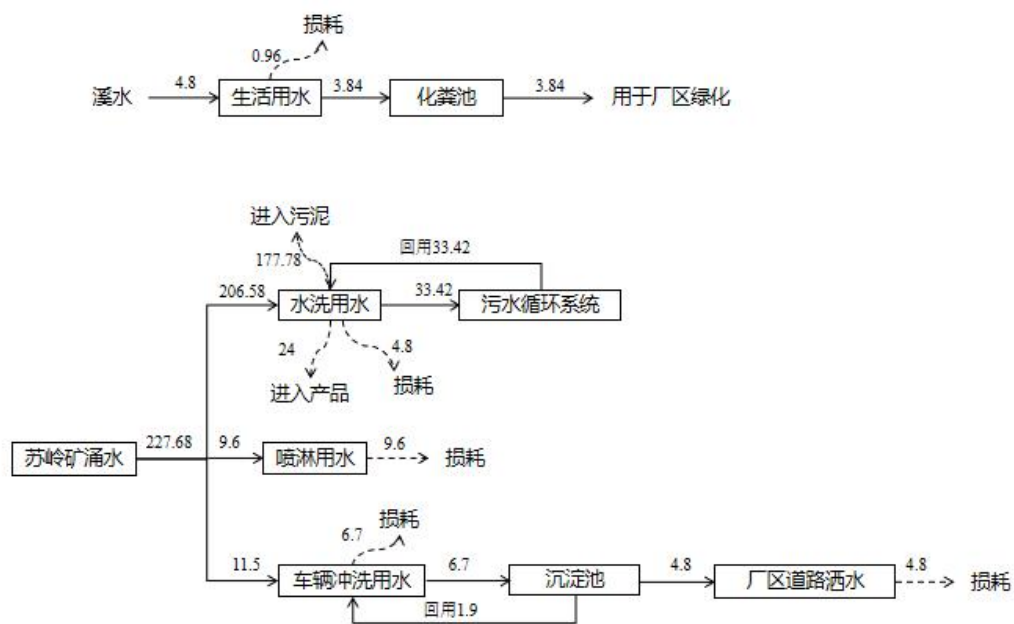 损耗
0.96
溪水
4.8
生活用水
3.84
化粪池
3.84
用于厂区绿化
进入污泥
177.78
回用33.42
206.58
水洗用水
33.42
污水循环系统
24
4.8
进入产品
损耗
苏岭矿涌水
227.68
9.6
喷淋用水
9.6
损耗
损耗
6.7
11.5
车辆冲洗用水
6.7
沉淀池
4.8
厂区道路洒水
4.8
损耗
回用1.9